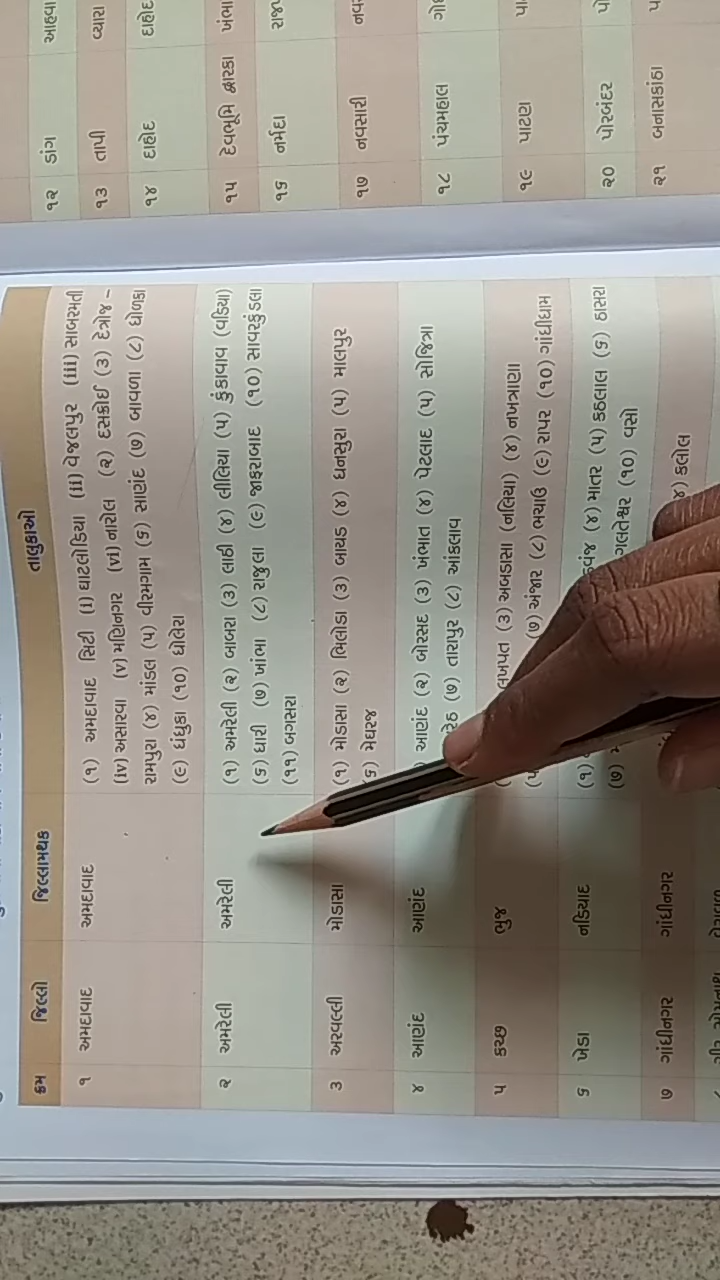 ક્રમ જિલ્લો જિલ્લામથક તાલુકાઓ
૧ અમદાવાદ અમદાવાદ (૧) અમદાવાદ સિટી (i) ઘાટલોડિયા (ii) વેજલપુર (iii) સાબરમતી
(iv) અસારવા (v) મણિનગર (vi) નારોલ (૨) દસક્રોઈ (૩) દેત્રોજ –
રામપુરા (૪) માંડલ (૫) વીરમગામ (૬) સાણંદ (૭) બાવળા (૮) ધોળકા
(૯) ધંધુકા (૧૦) ધોલેરા
૨ અમરેલી અમરેલી (૧) અમરેલી (૨) બાબરા (૩) લાઠી (૪) લીલિયા (૫) કુંકાવાવ (વડિયા)
(૬) ધારી (૭) ખાંભા (૮) રાજુલા (૯) જાફરાબાદ (૧૦) સાવરકુંડલા
(૧૧) બગસરા
૩ અરવલ્લી મોડાસા (૧) મોડાસા (૨) ભિલોડા (૩) બાયડ (૪) ધનસુરા (૫) માલપુર
૬) મેઘરજ
૪ આણંદ આણંદ આણંદ (૨) બોરસદ (૩) ખંભાત (૪) પેટલાદ (૫) સોજિત્રા
(૭) તારાપુર (૮) આંકલાવ
૫ કચ્છ ભુજ લખપત (૩) અબડાસા (નલિયા) (૪) નખત્રાણા
(૭) અંજાર (૮) ભચાઉ (૯) રાપર (૧૦) ગાંધીધામ
૬ ખેડા નડિયાદ (૧) (૪) માતર (૫) કઠલાલ (૬) ઠાસરા
(૭) ગલતેશ્વર (૧૦) વસો
૭ ગાંધીનગર ગાંધીનગર ૪) કલોલ
૧૨ ડાંગ આહવા
૧૩ તાપી વ્યારા
૧૪ દાહોદ દાહોદ
૧૫ દેવભૂમિ દ્વારકા
૧૬ નર્મદા
૧૭ નવસારી
૧૮ પંચમહાલ
૧૯ પાટણ
૨૦ પોરબંદર
૨૧ બનાસકાંઠા